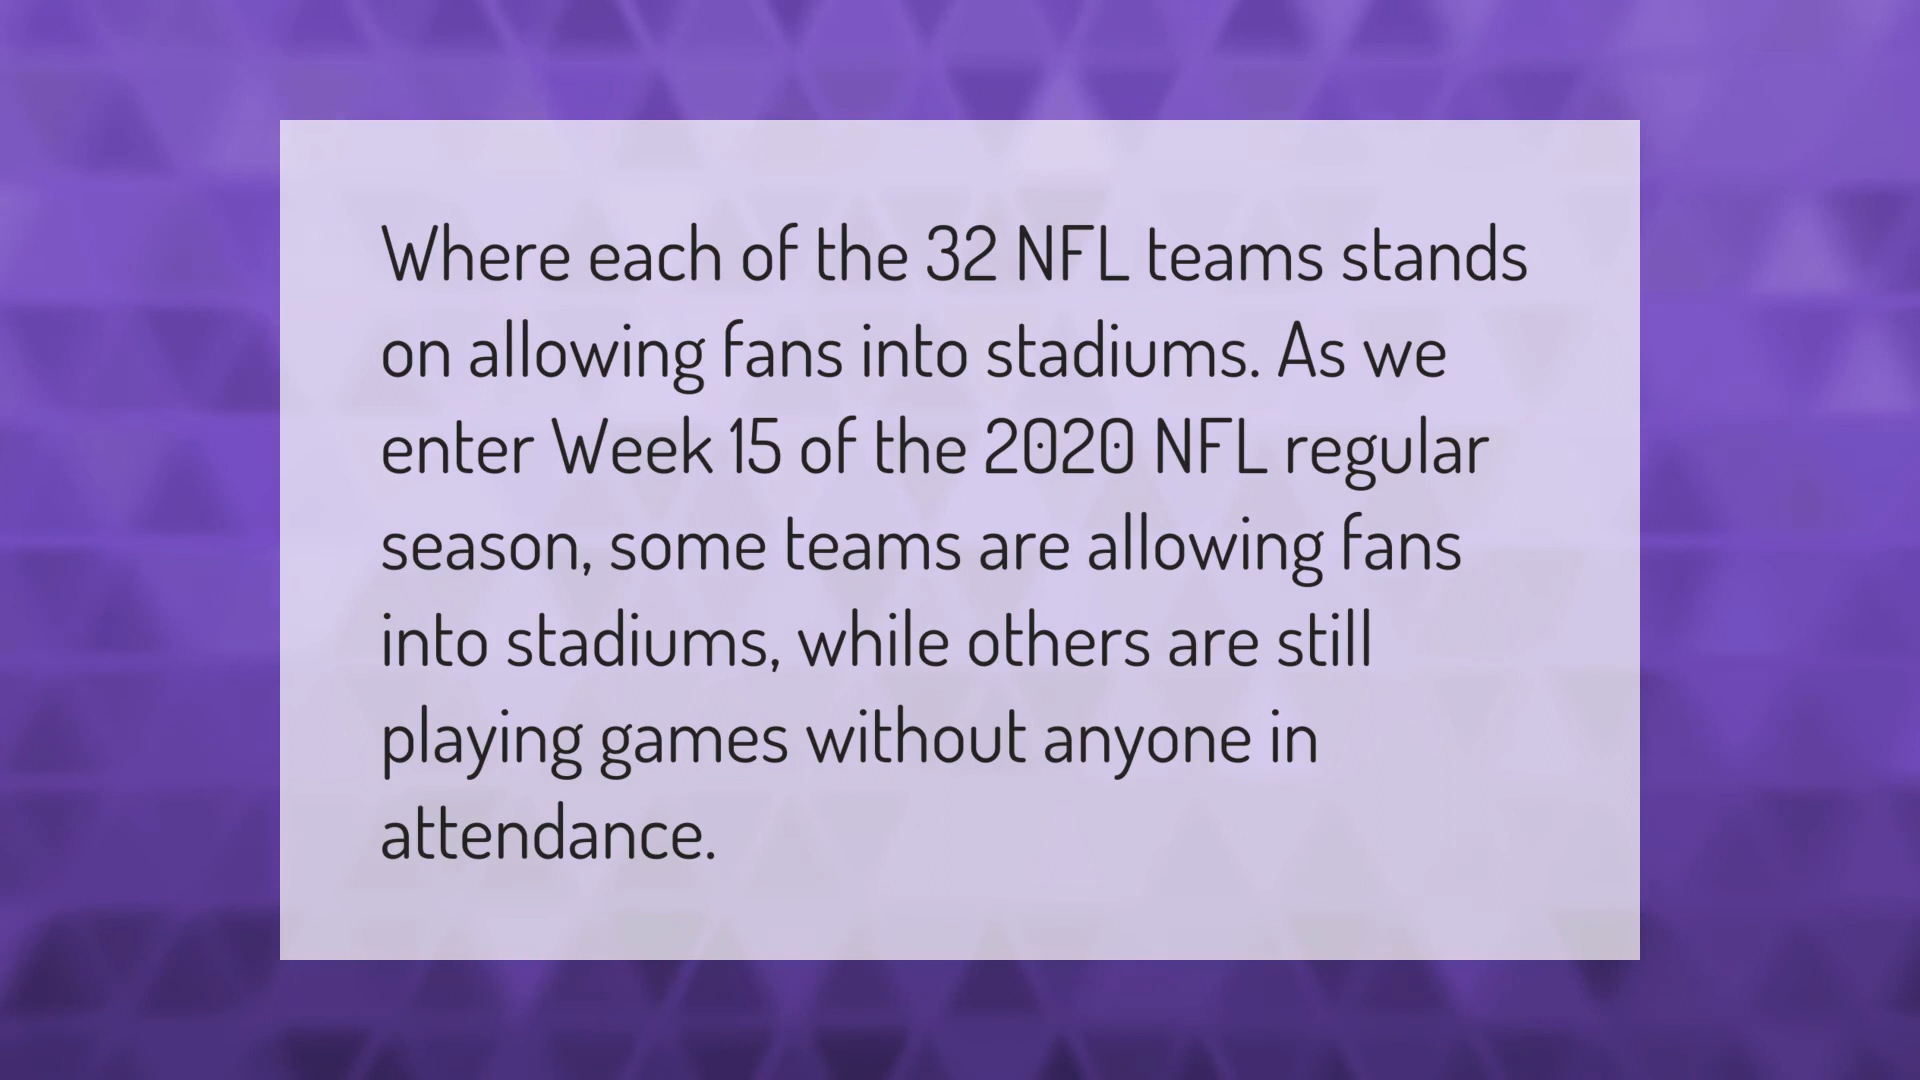 Where each of the 32 NFL teams stands
on allowing fans into stadiums. As we
enter Week 15 of the 2020 NFL regular
season, some teams are allowing fans
into stadiums, while others are still
playing games without anyone in
attendance.